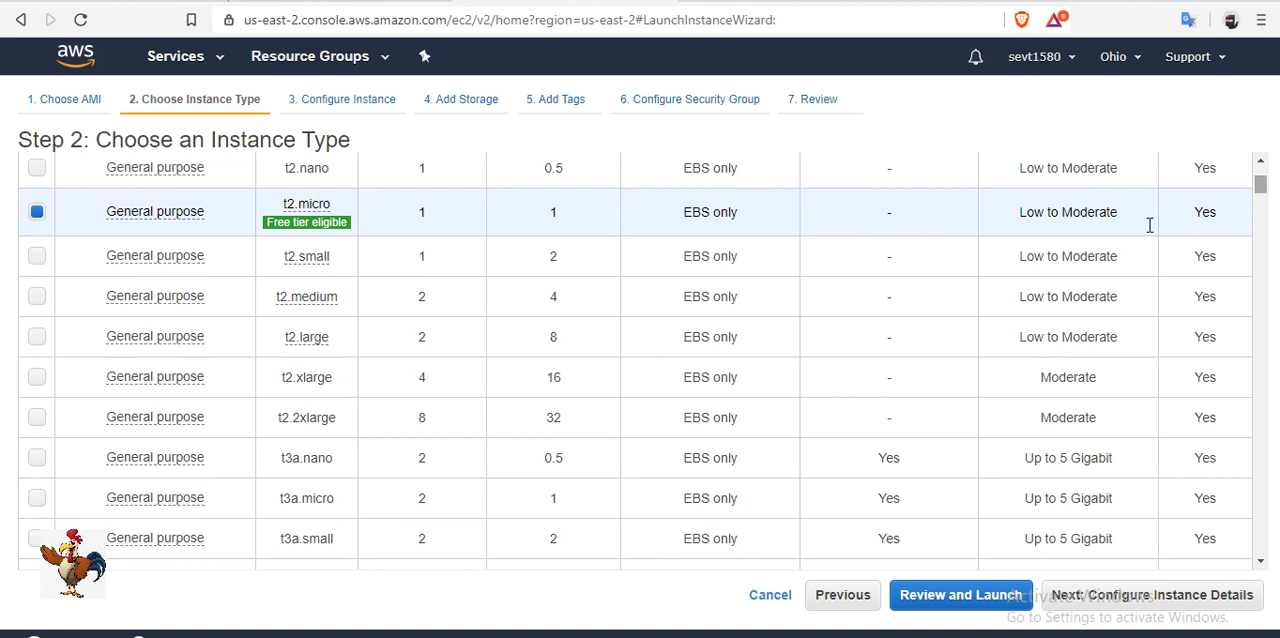 us-east-2.console.aws.amazon.com/ec2/v2/home?region=us-east-2#LaunchInstanceWizard:
aws Services Resource Groups sevt1580 Ohio Support
1. Choose AMI 2. Choose Instance Type 3. Configure Instance 4. Add Storage 5. Add Tags 6. Configure Security Group 7. Review
Step 2: Choose an Instance Type
General purpose t2.nano 1 0.5 EBS only - Low to Moderate Yes
General purpose t2.micro 1 1 EBS only - Low to Moderate Yes
Free tier eligible
General purpose t2.small 1 2 EBS only - Low to Moderate Yes
General purpose t2.medium 2 4 EBS only - Low to Moderate Yes
General purpose t2.large 2 8 EBS only - Low to Moderate Yes
General purpose t2.xlarge 4 16 EBS only - Moderate Yes
General purpose t2.2xlarge 8 32 EBS only - Moderate Yes
General purpose t3a.nano 2 0.5 EBS only Yes Up to 5 Gigabit Yes
General purpose t3a.micro 2 1 EBS only Yes Up to 5 Gigabit Yes
General purpose t3a.small 2 2 EBS only Yes Up to 5 Gigabit Yes
Cancel Previous Review and Launch Next: Configure Instance Details
Activate Windows
Go to Settings to activate Windows.